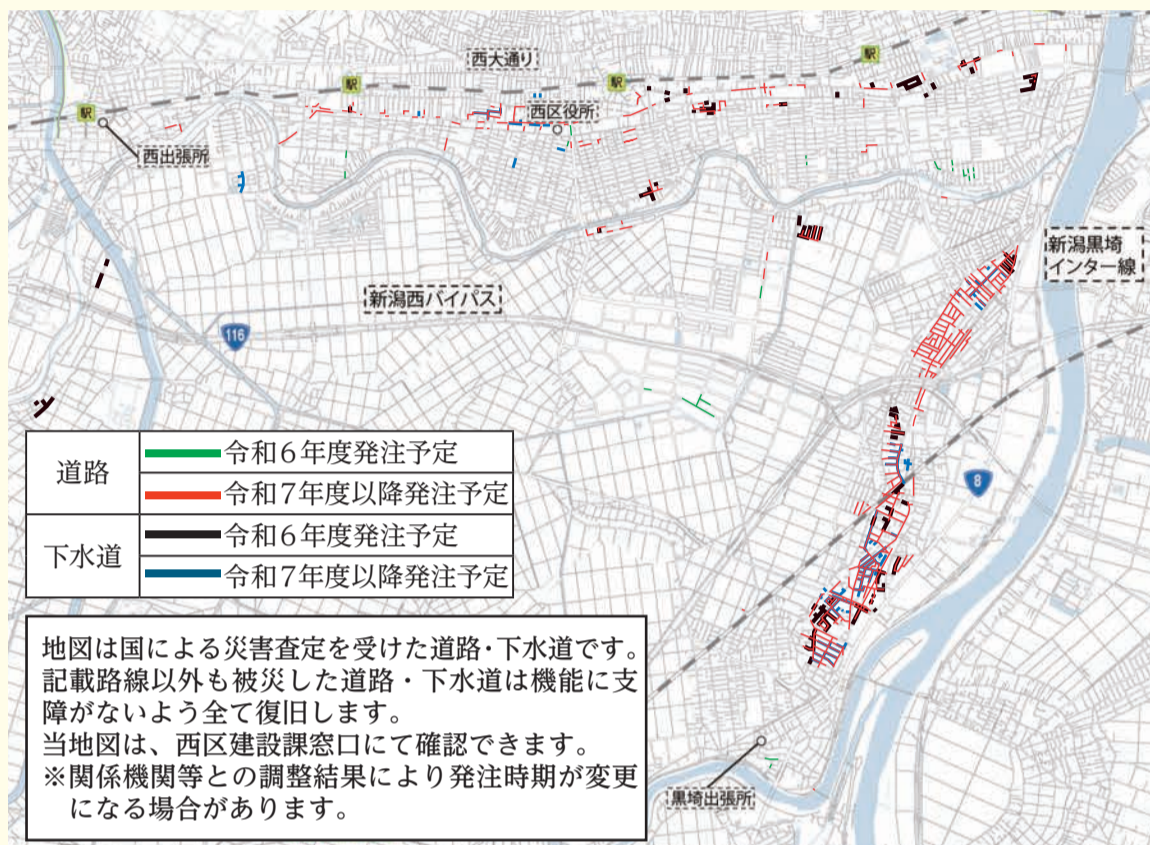 西大通り
駅
駅
駅
駅
西区役所
西出張所
新潟黒埼
インター線
新潟西バイパス
116
8
道路
令和6年度発注予定
令和7年度以降発注予定
下水道
令和6年度発注予定
令和7年度以降発注予定
地図は国による災害査定を受けた道路・下水道です。
記載路線以外も被災した道路・下水道は機能に支
障がないよう全て復旧します。
当地図は、西区建設課窓口にて確認できます。
※関係機関等との調整結果により発注時期が変更
になる場合があります。
黒埼出張所